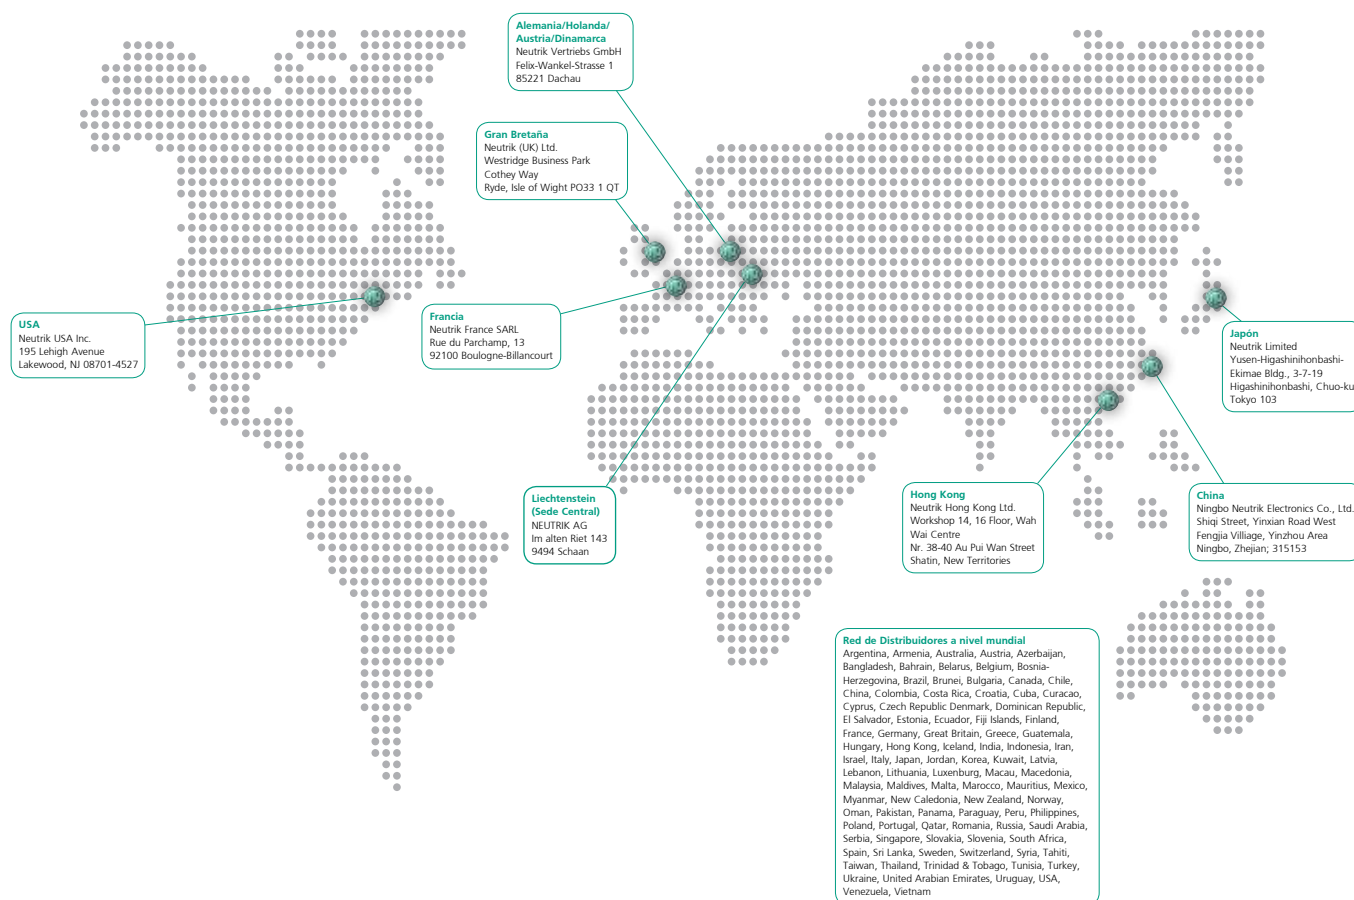 Alemania/Holanda/
Austria/Dinamarca
Neutrik Vertriebs GmbH
Felix-Wankel-Strasse 1
85221 Dachau
Gran Bretaña
Neutrik (UK) Ltd.
Westridge Business Park
Cothey Way
Ryde, Isle of Wight PO33 1 QT
USA
Neutrik USA Inc.
195 Lehigh Avenue
Lakewood, NJ 08701-4527
Francia
Neutrik France SARL
Rue du Parchamp, 13
92100 Boulogne-Billancourt
Japón
Neutrik Limited
Yusen-Higashinihonbashi-
Ekimae Bldg., 3-7-19
Higashinihonbashi, Chuo-ku
Tokyo 103
Liechtenstein
(Sede Central)
NEUTRIK AG
Im alten Riet 143
9494 Schaan
Hong Kong
Neutrik Hong Kong Ltd.
Workshop 14, 16 Floor, Wah
Wai Centre
Nr. 38-40 Au Pui Wan Street
Shatin, New Territories
China
Ningbo Neutrik Electronics Co., Ltd.
Shiqi Street, Yinxian Road West
Fengjia Villiage, Yinzhou Area
Ningbo, Zhejian; 315153
Red de Distribuidores a nivel mundial
Argentina, Armenia, Australia, Austria, Azerbaijan,
Bangladesh, Bahrain, Belarus, Belgium, Bosnia-
Herzegovina, Brazil, Brunei, Bulgaria, Canada, Chile,
China, Colombia, Costa Rica, Croatia, Cuba, Curacao,
Cyprus, Czech Republic Denmark, Dominican Republic,
El Salvador, Estonia, Ecuador, Fiji Islands, Finland,
France, Germany, Great Britain, Greece, Guatemala,
Hungary, Hong Kong, Iceland, India, Indonesia, Iran,
Israel, Italy, Japan, Jordan, Korea, Kuwait, Latvia,
Lebanon, Lithuania, Luxenburg, Macau, Macedonia,
Malaysia, Maldives, Malta, Marocco, Mauritius, Mexico,
Myanmar, New Caledonia, New Zealand, Norway,
Oman, Pakistan, Panama, Paraguay, Peru, Philippines,
Poland, Portugal, Qatar, Romania, Russia, Saudi Arabia,
Serbia, Singapore, Slovakia, Slovenia, South Africa,
Spain, Sri Lanka, Sweden, Switzerland, Syria, Tahiti,
Taiwan, Thailand, Trinidad & Tobago, Tunisia, Turkey,
Ukraine, United Arabian Emirates, Uruguay, USA,
Venezuela, Vietnam